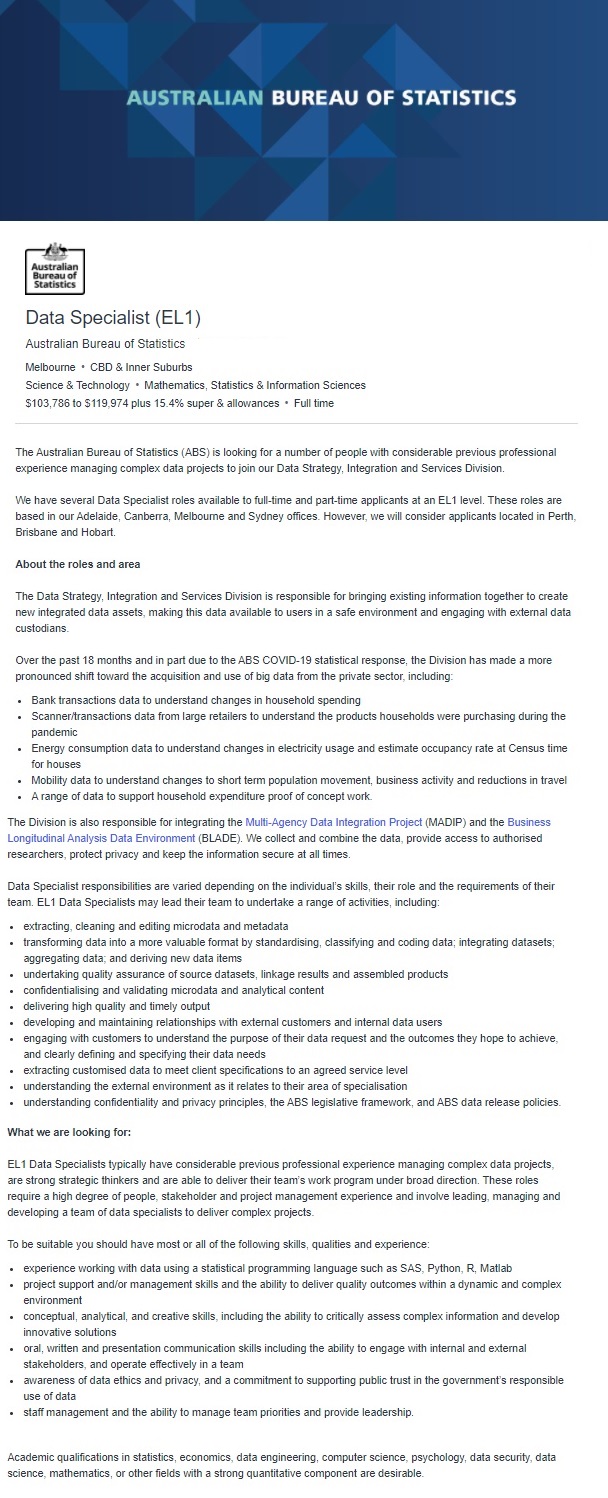 AUSTRALIAN BUREAU OF STATISTICS
Australian
Bureau of
Statistics
Data Specialist (EL1)
Australian Bureau of Statistics
Melbourne • CBD & Inner Suburbs
Science & Technology • Mathematics, Statistics & Information Sciences
$103,786 to $119,974 plus 15.4% super & allowances • Full time
The Australian Bureau of Statistics (ABS) is looking for a number of people with considerable previous professional
experience managing complex data projects to join our Data Strategy, Integration and Services Division.
We have several Data Specialist roles available to full-time and part-time applicants at an EL1 level. These roles are
based in our Adelaide, Canberra, Melbourne and Sydney offices. However, we will consider applicants located in Perth,
Brisbane and Hobart.
About the roles and area
The Data Strategy, Integration and Services Division is responsible for bringing existing information together to create
new integrated data assets, making this data available to users in a safe environment and engaging with external data
custodians.
Over the past 18 months and in part due to the ABS COVID-19 statistical response, the Division has made a more
pronounced shift toward the acquisition and use of big data from the private sector, including:
• Bank transactions data to understand changes in household spending
• Scanner/transactions data from large retailers to understand the products households were purchasing during the
pandemic
• Energy consumption data to understand changes in electricity usage and estimate occupancy rate at Census time
for houses
• Mobility data to understand changes to short term population movement, business activity and reductions in travel
• A range of data to support household expenditure proof of concept work.
The Division is also responsible for integrating the Multi-Agency Data Integration Project (MADIP) and the Business
Longitudinal Analysis Data Environment (BLADE). We collect and combine the data, provide access to authorised
researchers, protect privacy and keep the information secure at all times.
Data Specialist responsibilities are varied depending on the individual's skills, their role and the requirements of their
team. EL1 Data Specialists may lead their team to undertake a range of activities, including:
• extracting, cleaning and editing microdata and metadata
• transforming data into a more valuable format by standardising, classifying and coding data; integrating datasets;
aggregating data; and deriving new data items
• undertaking quality assurance of source datasets, linkage results and assembled products
• confidentialising and validating microdata and analytical content
• delivering high quality and timely output
• developing and maintaining relationships with external customers and internal data users
• engaging with customers to understand the purpose of their data request and the outcomes they hope to achieve,
and clearly defining and specifying their data needs
• extracting customised data to meet client specifications to an agreed service level
• understanding the external environment as it relates to their area of specialisation
• understanding confidentiality and privacy principles, the ABS legislative framework, and ABS data release policies.
What we are looking for:
EL1 Data Specialists typically have considerable previous professional experience managing complex data projects,
are strong strategic thinkers and are able to deliver their team's work program under broad direction. These roles
require a high degree of people, stakeholder and project management experience and involve leading, managing and
developing a team of data specialists to deliver complex projects.
To be suitable you should have most or all of the following skills, qualities and experience:
• experience working with data using a statistical programming language such as SAS, Python, R, Matlab
• project support and/or management skills and the ability to deliver quality outcomes within a dynamic and complex
environment
• conceptual, analytical, and creative skills, including the ability to critically assess complex information and develop
innovative solutions
• oral, written and presentation communication skills including the ability to engage with internal and external
stakeholders, and operate effectively in a team
• awareness of data ethics and privacy, and a commitment to supporting public trust in the government's responsible
use of data
• staff management and the ability to manage team priorities and provide leadership.
Academic qualifications in statistics, economics, data engineering, computer science, psychology, data security, data
science, mathematics, or other fields with a strong quantitative component are desirable.